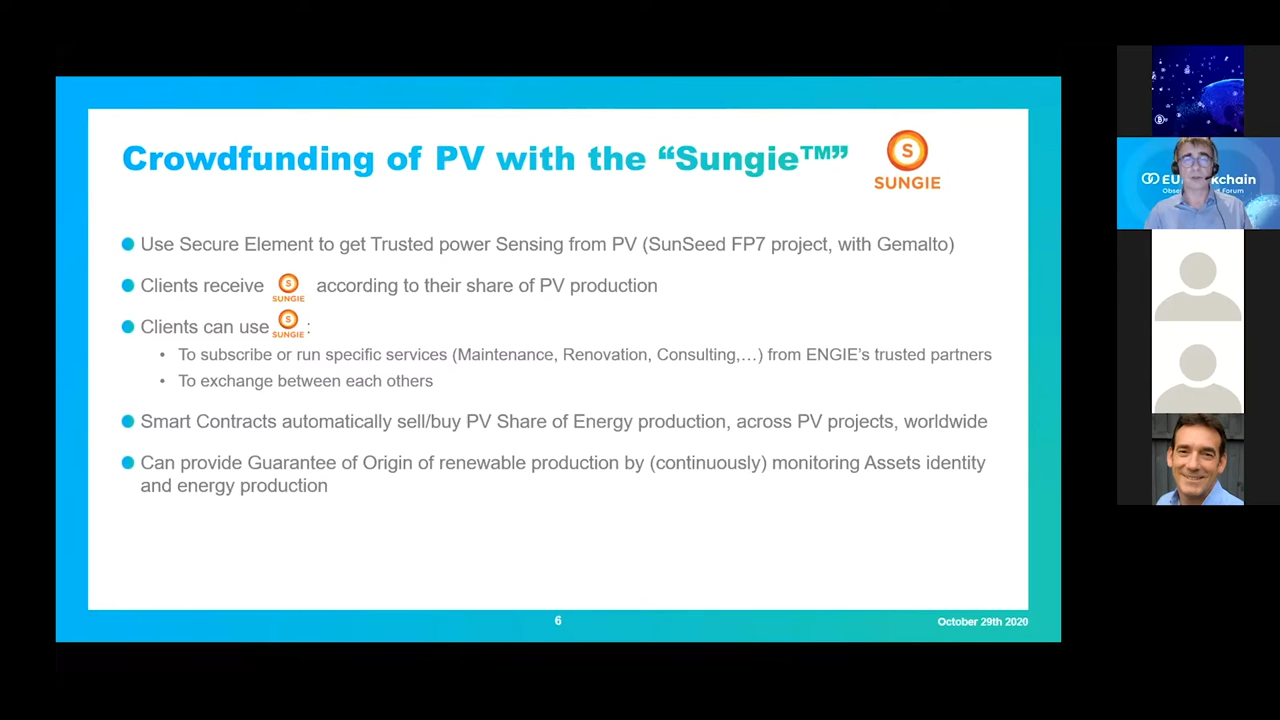 Crowdfunding of PV with the “Sungie™”
S
SUNGIE
Use Secure Element to get Trusted power Sensing from PV (SunSeed FP7 project, with Gemalto)
Clients receive S SUNGIE according to their share of PV production
Clients can use S SUNGIE :
To subscribe or run specific services (Maintenance, Renovation, Consulting,…) from ENGIE’s trusted partners
To exchange between each others
Smart Contracts automatically sell/buy PV Share of Energy production, across PV projects, worldwide
Can provide Guarantee of Origin of renewable production by (continuously) monitoring Assets identity
and energy production
6
October 29th 2020
EU
kchain
Forum